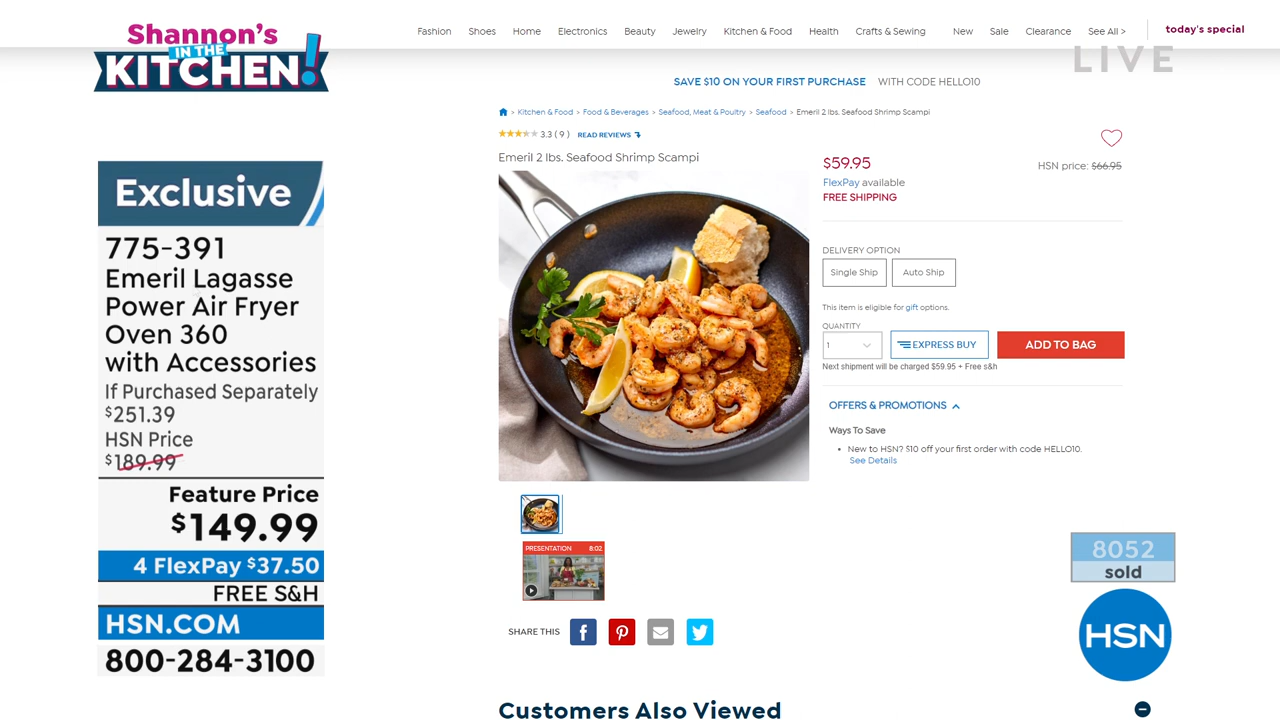 Shannon's
IN THE
KITCHEN!
Fashion Shoes Home Electronics Beauty Jewelry Kitchen & Food Health Crafts & Sewing New Sale Clearance See All > today's special
LIVE
SAVE $10 ON YOUR FIRST PURCHASE WITH CODE HELLO10
> Kitchen & Food > Food & Beverages > Seafood, Meat & Poultry > Seafood > Emeril 2 lbs. Seafood Shrimp Scampi
3.3 ( 9 ) READ REVIEWS
Emeril 2 lbs. Seafood Shrimp Scampi
$59.95
HSN price: $66.95
FlexPay available
FREE SHIPPING
DELIVERY OPTION
Single Ship Auto Ship
This item is eligible for gift options.
QUANTITY
1 EXPRESS BUY ADD TO BAG
Next shipment will be charged $59.95 + Free s&h
OFFERS & PROMOTIONS
Ways To Save
• New to HSN? $10 off your first order with code HELLO10.
See Details
PRESENTATION 8:02
SHARE THIS
Customers Also Viewed
Exclusive
775-391
Emeril Lagasse
Power Air Fryer
Oven 360
with Accessories
If Purchased Separately
$251.39
HSN Price
$189.99
Feature Price
$149.99
4 FlexPay $37.50
FREE S&H
HSN.COM
800-284-3100
8052
sold
HSN